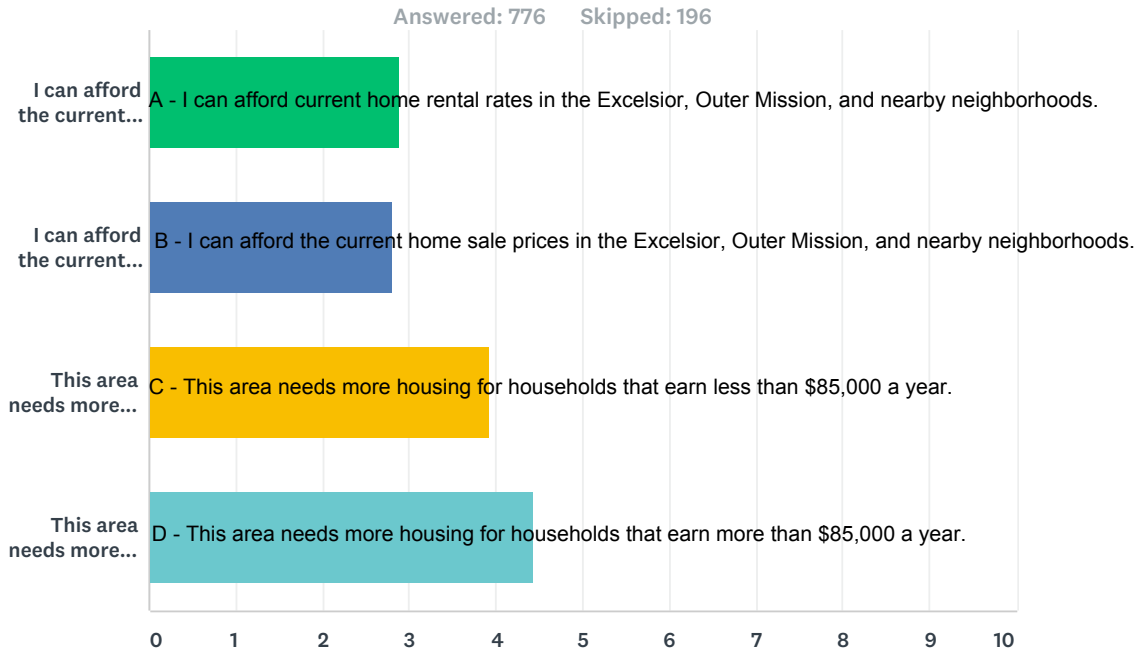 Answered: 776 Skipped: 196
I can afford
the current...
A - I can afford current home rental rates in the Excelsior, Outer Mission, and nearby neighborhoods.
I can afford
the current...
B - I can afford the current home sale prices in the Excelsior, Outer Mission, and nearby neighborhoods.
This area
needs more...
C - This area needs more housing for households that earn less than $85,000 a year.
This area
needs more...
D - This area needs more housing for households that earn more than $85,000 a year.
0 1 2 3 4 5 6 7 8 9 10